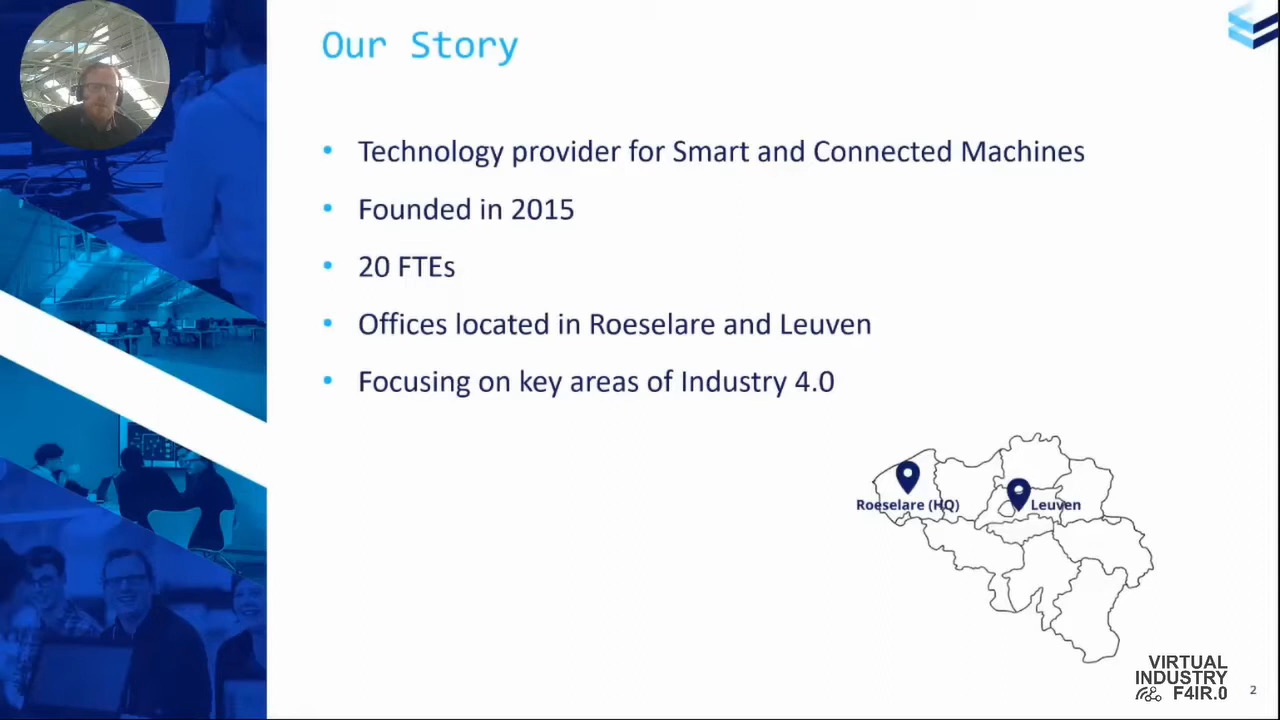 Our Story
• Technology provider for Smart and Connected Machines
• Founded in 2015
• 20 FTEs
• Offices located in Roeselare and Leuven
• Focusing on key areas of Industry 4.0
Roeselare (HQ)
Leuven
VIRTUAL
INDUSTRY
F4IR.0
2